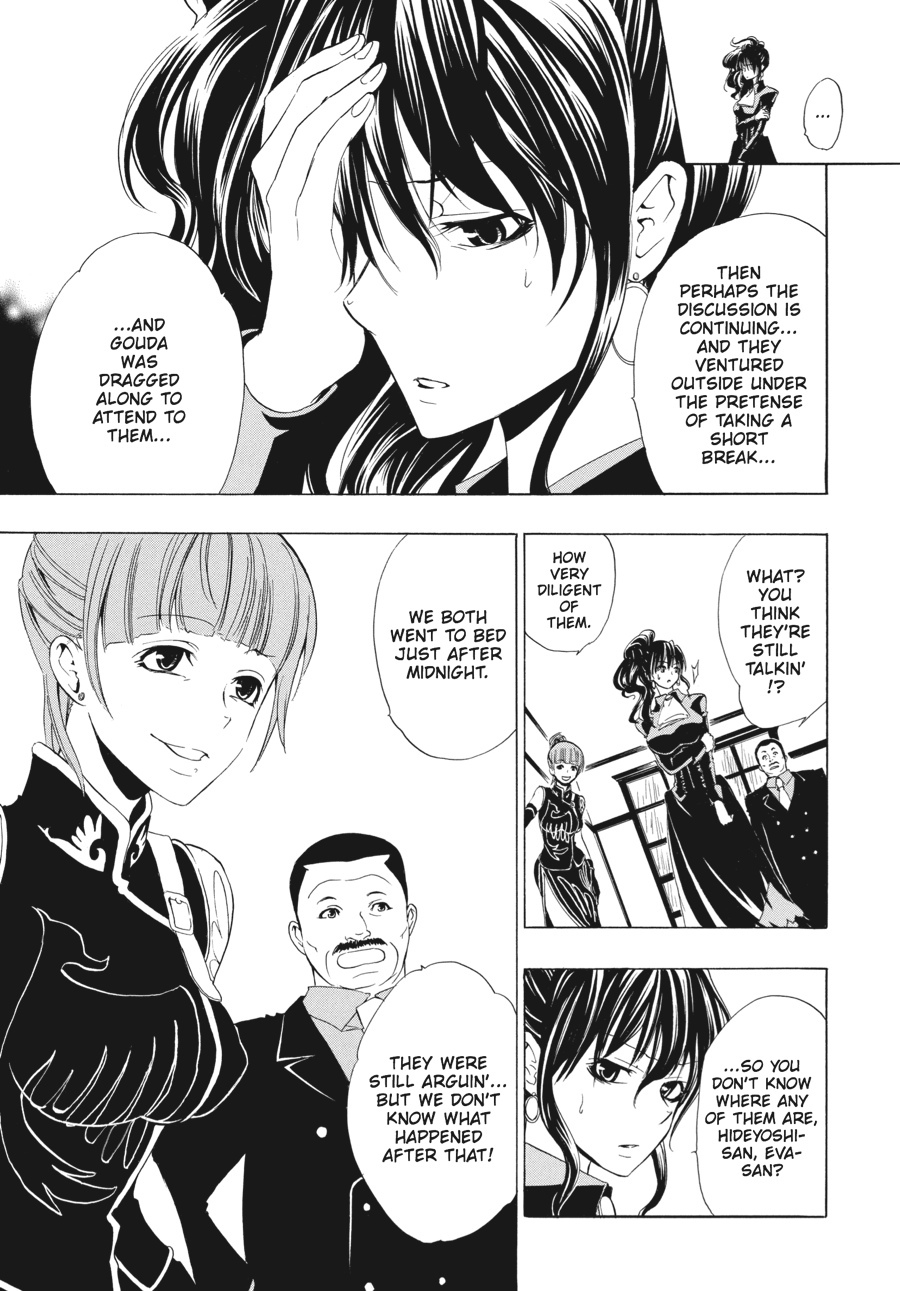 ...
THEN
PERHAPS THE
DISCUSSION IS
CONTINUING...
AND THEY
VENTURED
OUTSIDE UNDER
THE PRETENSE
OF TAKING A
SHORT
BREAK...
...AND
GOUDA
WAS
DRAGGED
ALONG TO
ATTEND TO
THEM...
WHAT?
YOU
THINK
THEY'RE
STILL
TALKIN'
!?
HOW
VERY
DILIGENT
OF
THEM.
...SO YOU
DON'T KNOW
WHERE ANY
OF THEM ARE,
HIDEYOSHI-
SAN, EVA-
SAN?
WE BOTH
WENT TO BED
JUST AFTER
MIDNIGHT.
THEY WERE
STILL ARGUIN'...
BUT WE DON'T
KNOW WHAT
HAPPENED
AFTER THAT!